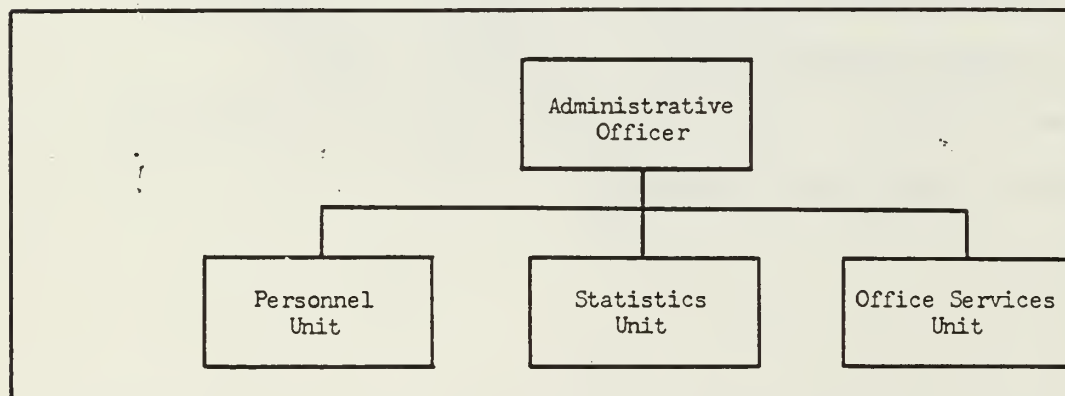 Administrative
Officer
Personnel
Unit
Statistics
Unit
Office Services
Unit